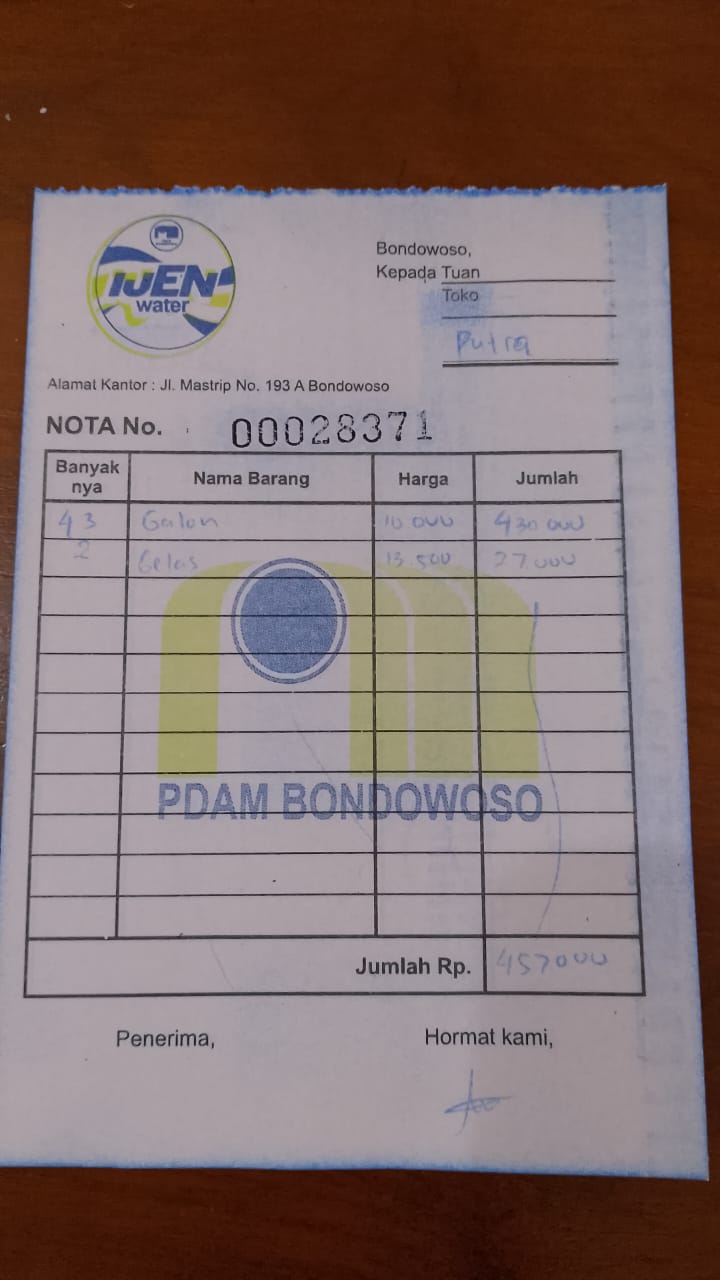 IJEN
water
Bondowoso,
Kepada Tuan
Toko
Putra
Alamat Kantor : Jl. Mastrip No. 193 A Bondowoso
NOTA No. 00028371
Banyak nya Nama Barang Harga Jumlah
43 Galon 10 000 430 000
2 Gelas 13.500 27.000
PDAM BONDOWOSO
Jumlah Rp. 457000
Penerima, Hormat kami,